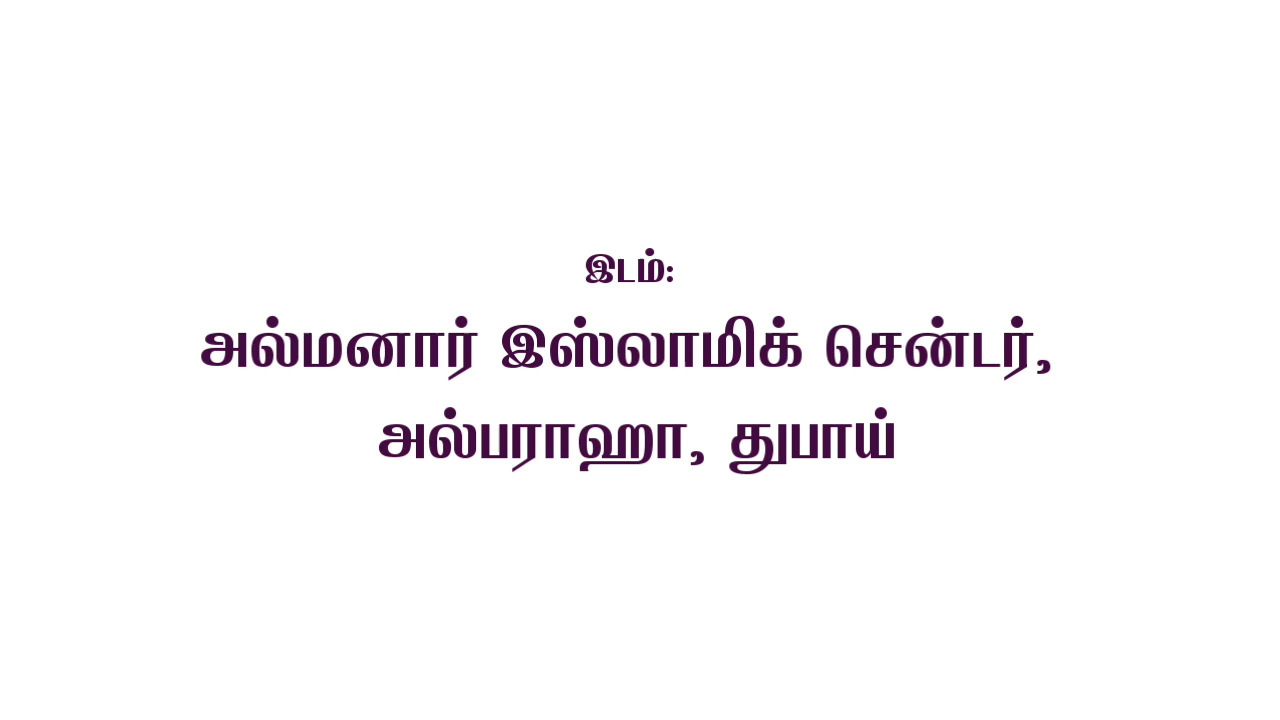 இடம்:
அல்மனார் இஸ்லாமிக் சென்டர்,
அல்பராஹா, துபாய்